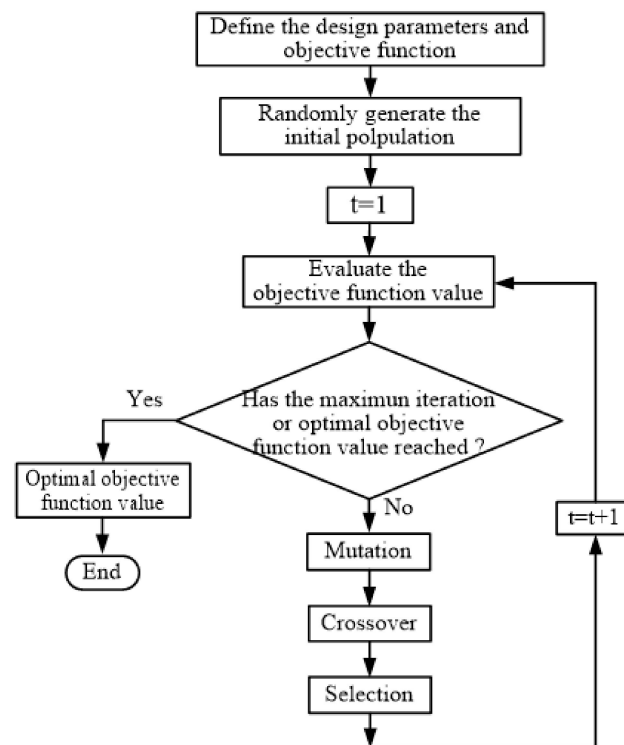 Define the design parameters and
objective function
Randomly generate the
initial polpulation
t=1
Evaluate the
objective function value
Yes
Has the maximun iteration
or optimal objective
function value reached ?
Optimal objective
function value
No
t=t+1
End
Mutation
Crossover
Selection